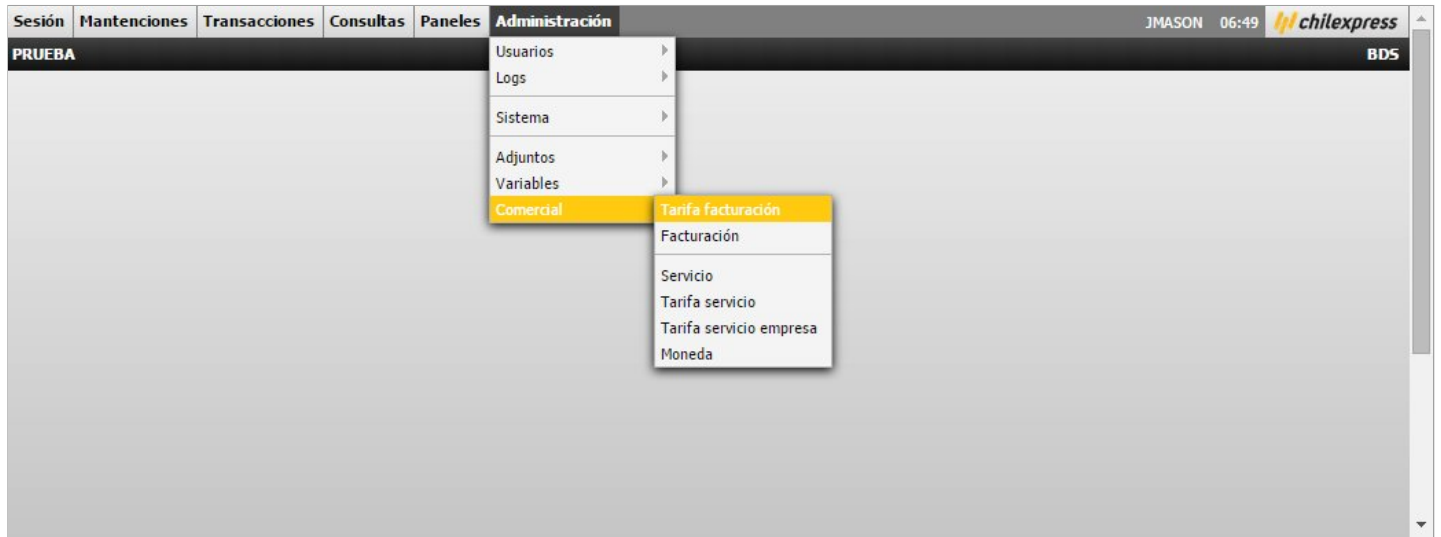 Sesión Mantenciones Transacciones Consultas Paneles Administración JMASON 06:49 chilexpress
PRUEBA BDS
Usuarios
Logs
Sistema
Adjuntos
Variables
Comercial
Tarifa facturación
Facturación
Servicio
Tarifa servicio
Tarifa servicio empresa
Moneda